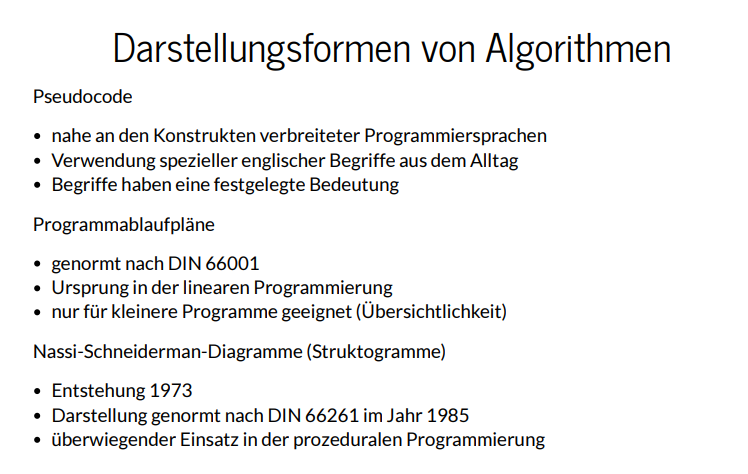 Darstellungsformen von Algorithmen
Pseudocode
• nahe an den Konstrukten verbreiteter Programmiersprachen
• Verwendung spezieller englischer Begriffe aus dem Alltag
• Begriffe haben eine festgelegte Bedeutung
Programmablaufpläne
• genormt nach DIN 66001
• Ursprung in der linearen Programmierung
• nur für kleinere Programme geeignet (Übersichtlichkeit)
Nassi-Schneiderman-Diagramme (Struktogramme)
• Entstehung 1973
• Darstellung genormt nach DIN 66261 im Jahr 1985
• überwiegender Einsatz in der prozeduralen Programmierung